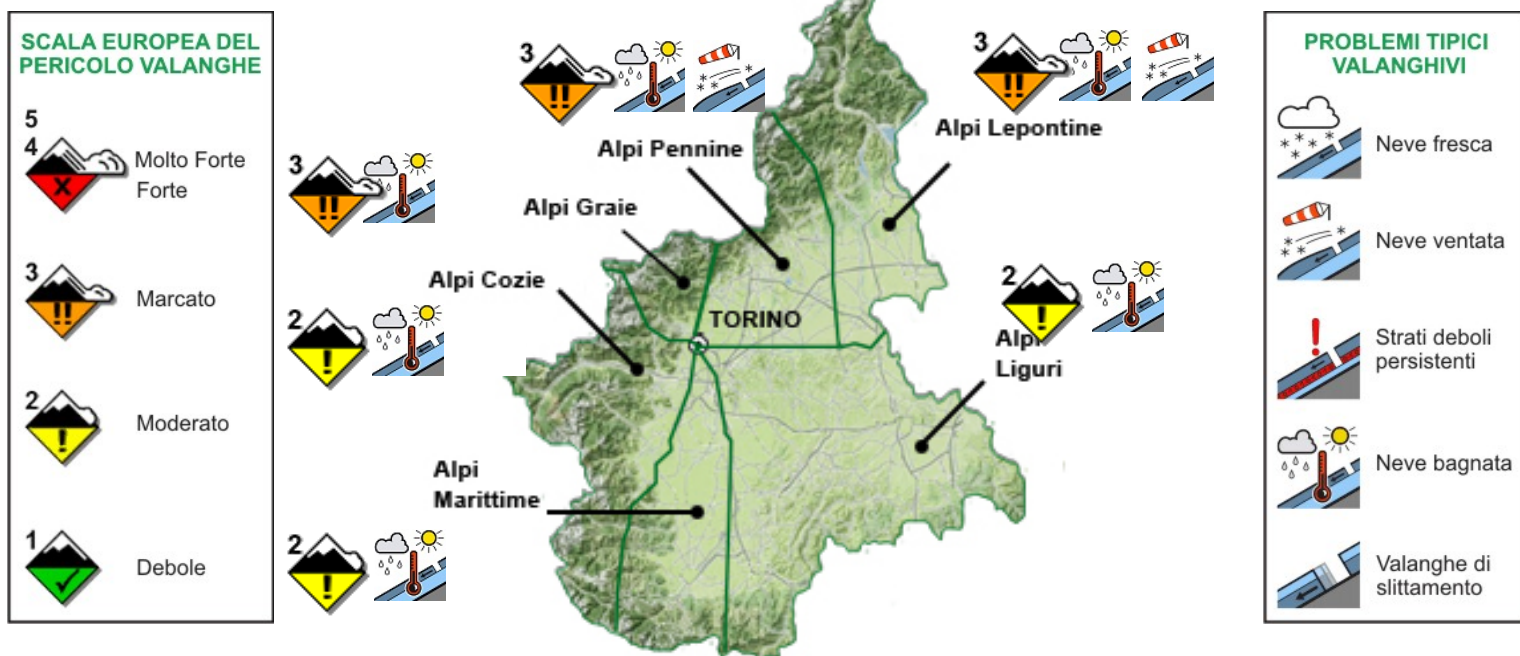 SCALA EUROPEA DEL
PERICOLO VALANGHE
5
4
Molto Forte
Forte
3
Marcato
2
Moderato
1
Debole
3
3
3
2
2
2
Alpi Lepontine
Alpi Pennine
Alpi Graie
Alpi Cozie
TORINO
Alpi
Liguri
Alpi
Marittime
PROBLEMI TIPICI
VALANGHIVI
Neve fresca
Neve ventata
Strati deboli
persistenti
Neve bagnata
Valanghe di
slittamento